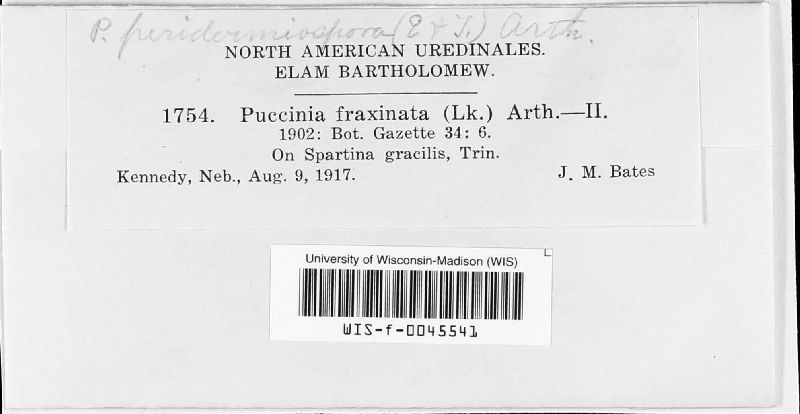 P. peridermiospora (E & T.) Arth.
NORTH AMERICAN UREDINALES.
ELAM BARTHOLOMEW.
1754. Puccinia fraxinata (Lk.) Arth.—II.
1902: Bot. Gazette 34: 6.
On Spartina gracilis, Trin.
Kennedy, Neb., Aug. 9, 1917. J. M. Bates
University of Wisconsin-Madison (WIS)
WIS-f-0045541